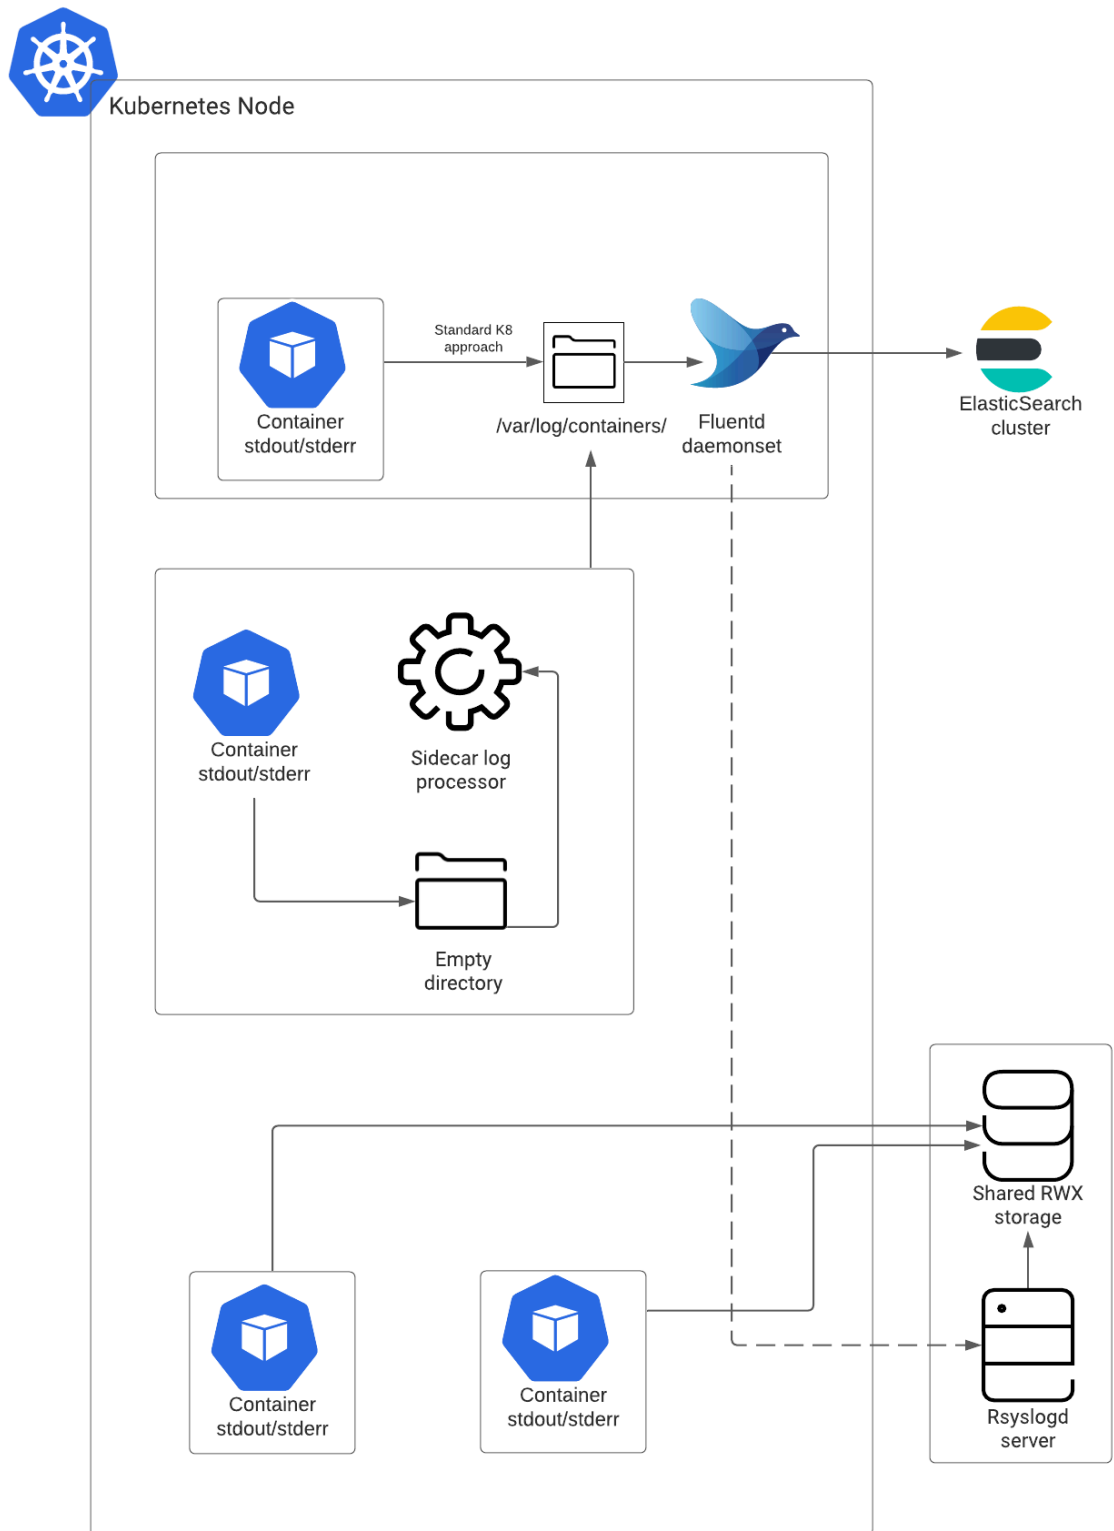 Kubernetes Node
Standard K8
approach
Container
stdout/stderr
/var/log/containers/
Fluentd
daemonset
ElasticSearch
cluster
Container
stdout/stderr
Sidecar log
processor
Empty
directory
Shared RWX
storage
Container
stdout/stderr
Container
stdout/stderr
Rsyslogd
server